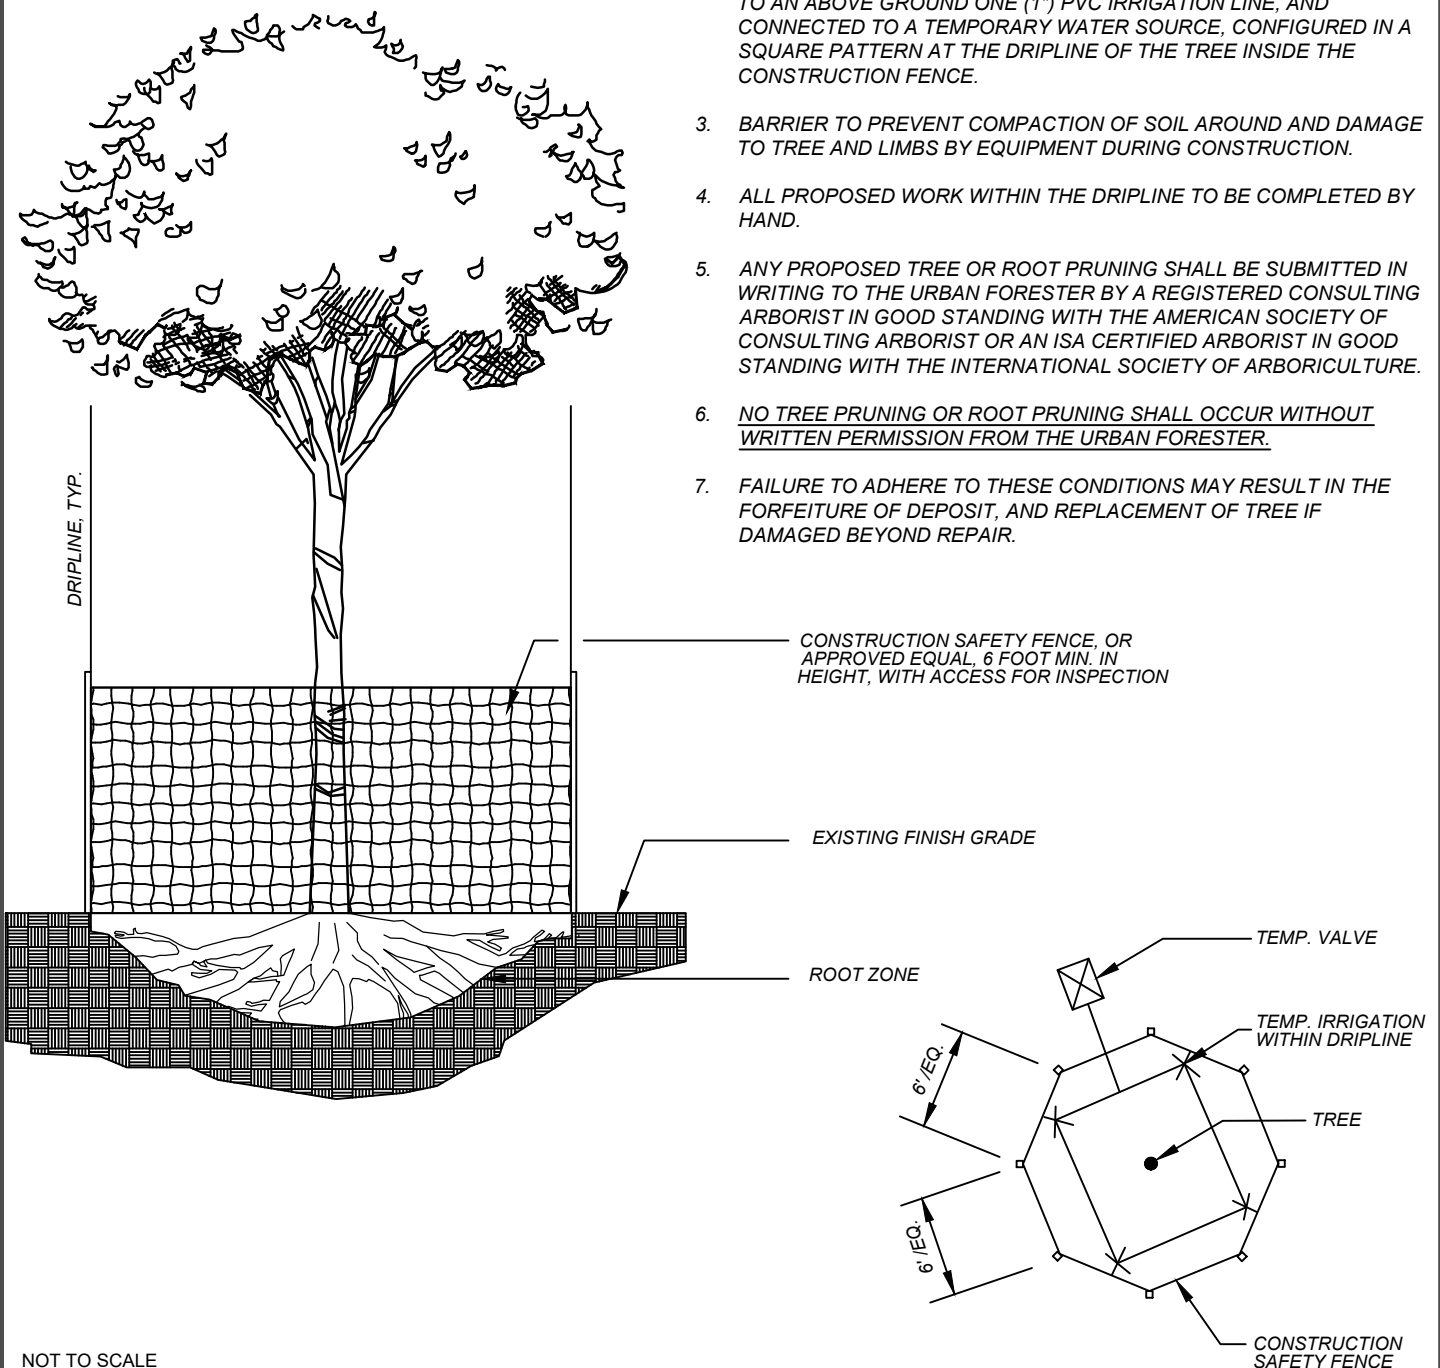 TO AN ABOVE GROUND ONE (1") PVC IRRIGATION LINE, AND
CONNECTED TO A TEMPORARY WATER SOURCE, CONFIGURED IN A
SQUARE PATTERN AT THE DRIPLINE OF THE TREE INSIDE THE
CONSTRUCTION FENCE.
3. BARRIER TO PREVENT COMPACTION OF SOIL AROUND AND DAMAGE
TO TREE AND LIMBS BY EQUIPMENT DURING CONSTRUCTION.
4. ALL PROPOSED WORK WITHIN THE DRIPLINE TO BE COMPLETED BY
HAND.
5. ANY PROPOSED TREE OR ROOT PRUNING SHALL BE SUBMITTED IN
WRITING TO THE URBAN FORESTER BY A REGISTERED CONSULTING
ARBORIST IN GOOD STANDING WITH THE AMERICAN SOCIETY OF
CONSULTING ARBORIST OR AN ISA CERTIFIED ARBORIST IN GOOD
STANDING WITH THE INTERNATIONAL SOCIETY OF ARBORICULTURE.
6. NO TREE PRUNING OR ROOT PRUNING SHALL OCCUR WITHOUT
WRITTEN PERMISSION FROM THE URBAN FORESTER.
7. FAILURE TO ADHERE TO THESE CONDITIONS MAY RESULT IN THE
FORFEITURE OF DEPOSIT, AND REPLACEMENT OF TREE IF
DAMAGED BEYOND REPAIR.
DRIPLINE, TYP.
CONSTRUCTION SAFETY FENCE, OR
APPROVED EQUAL, 6 FOOT MIN. IN
HEIGHT, WITH ACCESS FOR INSPECTION
EXISTING FINISH GRADE
ROOT ZONE
TEMP. VALVE
TEMP. IRRIGATION
WITHIN DRIPLINE
6'/EQ.
TREE
6'/EQ.
CONSTRUCTION
SAFETY FENCE
NOT TO SCALE